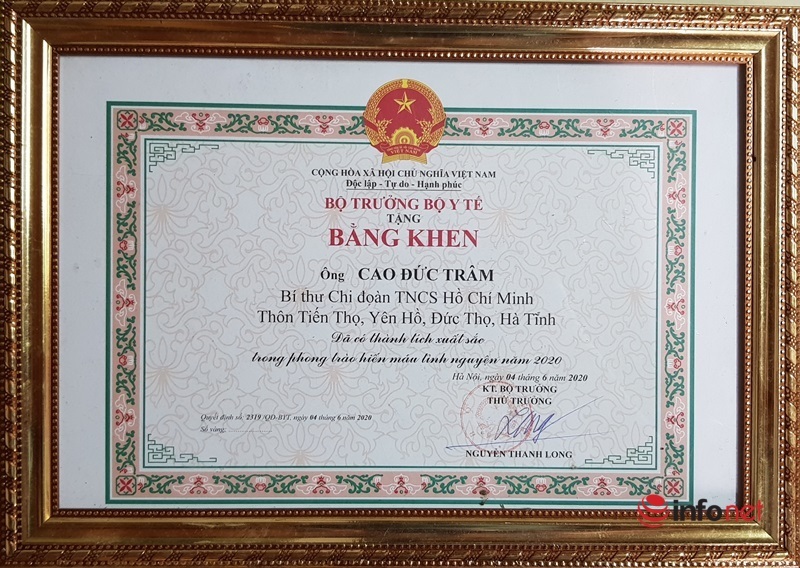 CỘNG HÒA XÃ HỘI CHỦ NGHĨA VIỆT NAM
Độc lập - Tự do - Hạnh phúc
BỘ TRƯỞNG BỘ Y TẾ
TẶNG
BẰNG KHEN
Ông CAO ĐỨC TRÂM
Bí thư Chi đoàn TNCS Hồ Chí Minh
Thôn Tiến Thọ, Yên Hồ, Đức Thọ, Hà Tĩnh
Đã có thành tích xuất sắc
trong phong trào hiến máu tình nguyện năm 2020
Hà Nội, ngày 04 tháng 6 năm 2020
KT. BỘ TRƯỞNG
THỨ TRƯỞNG
Quyết định số: 2319 /QĐ-BYT, ngày 04 tháng 6 năm 2020
Sổ vàng:
NGUYỄN THANH LONG
infonet